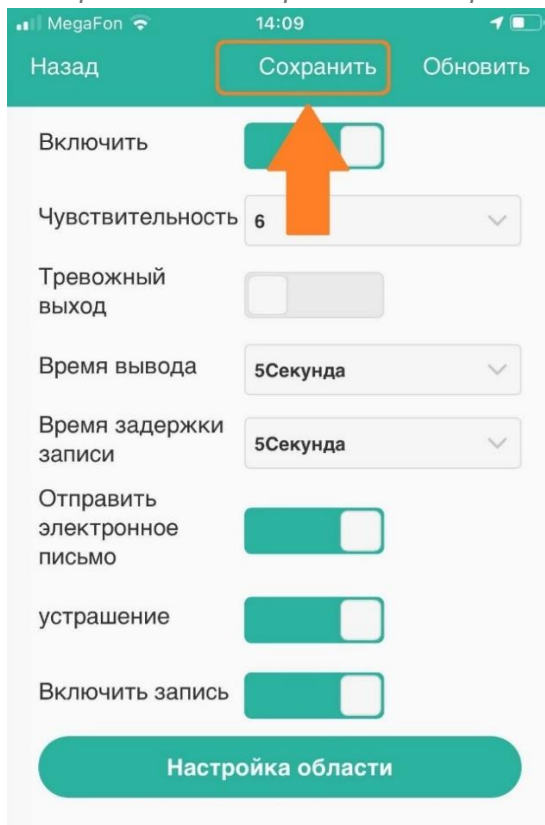 MegaFon 14:09
Назад Сохранить Обновить
Включить
Чувствительность 6
Тревожный
выход
Время вывода 5Секунда
Время задержки
записи 5Секунда
Отправить
электронное
письмо
устрашение
Включить запись
Настройка области